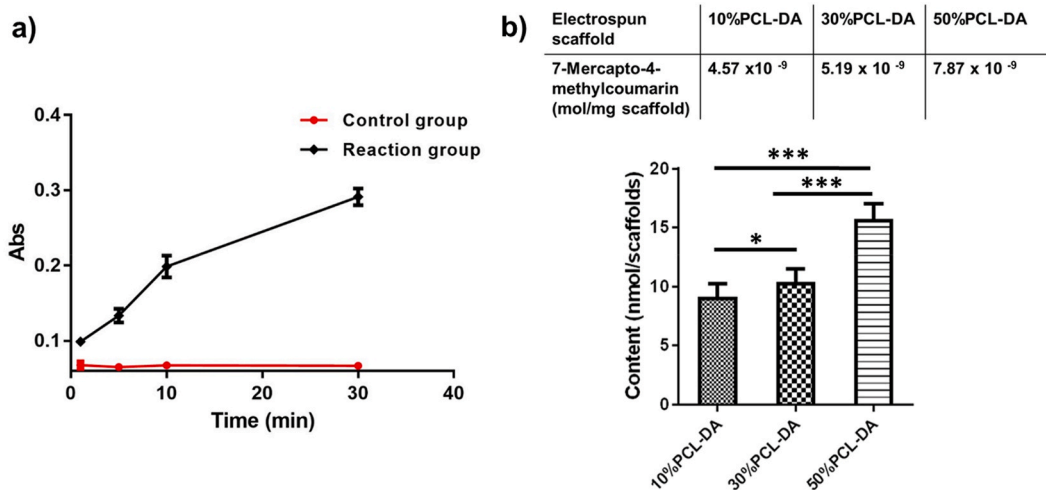 a)
0.4
0.3
0.2
0.1
Abs
0
10
20
30
40
Time (min)
Control group
Reaction group
b)
Electrospun
scaffold
10%PCL-DA
30%PCL-DA
50%PCL-DA
7-Mercapto-4-
methylcoumarin
(mol/mg scaffold)
4.57 x10 -9
5.19 x 10 -9
7.87 x 10 -9
Content (nmol/scaffolds)
20
15
10
5
0
***
***
*
10%PCL-DA
30%PCL-DA
50%PCL-DA